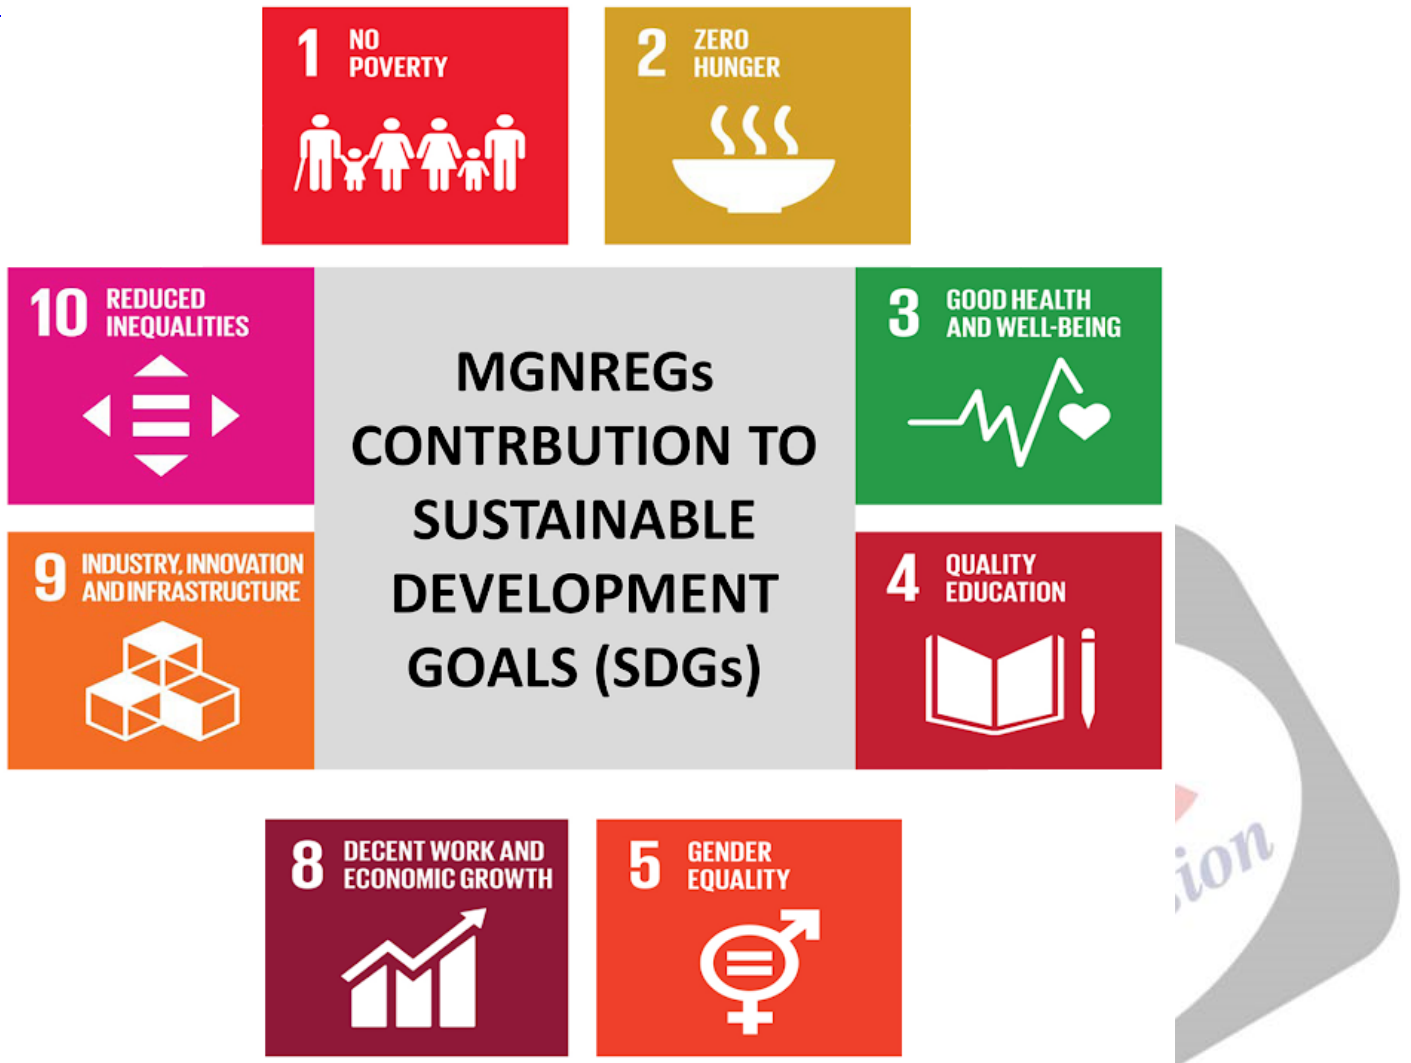 1 NO
POVERTY
2 ZERO
HUNGER
10 REDUCED
INEQUALITIES
3 GOOD HEALTH
AND WELL-BEING
MGNREGs
CONTRBUTION TO
SUSTAINABLE
DEVELOPMENT
GOALS (SDGs)
9 INDUSTRY, INNOVATION
AND INFRASTRUCTURE
4 QUALITY
EDUCATION
8 DECENT WORK AND
ECONOMIC GROWTH
5 GENDER
EQUALITY